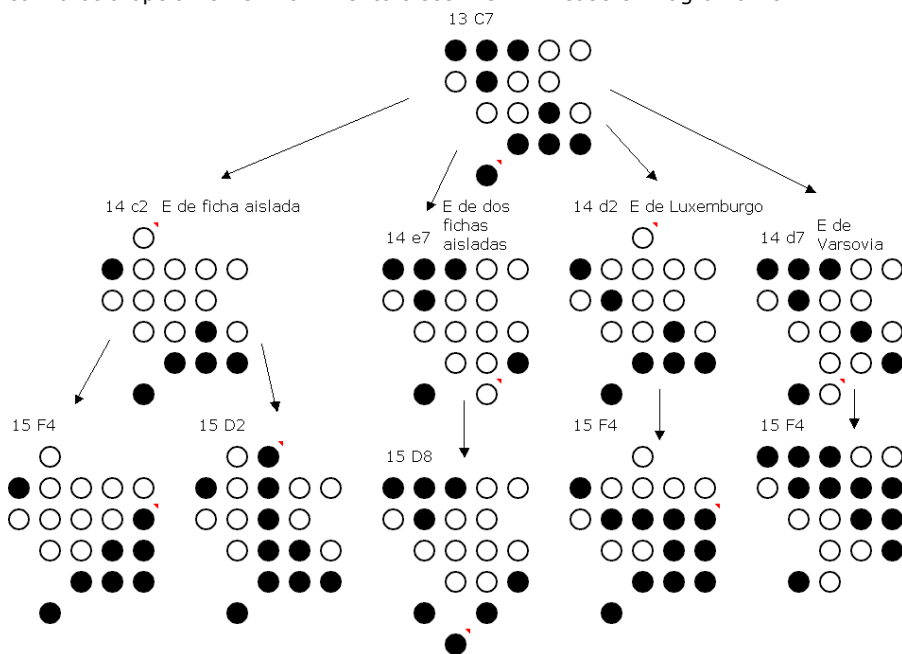 13 C7
14 c2 E de ficha aislada
14 e7 E de dos
fichas
aisladas
14 d2 E de Luxemburgo
14 d7 E de
Varsovia
15 F4
15 D2
15 D8
15 F4
15 F4